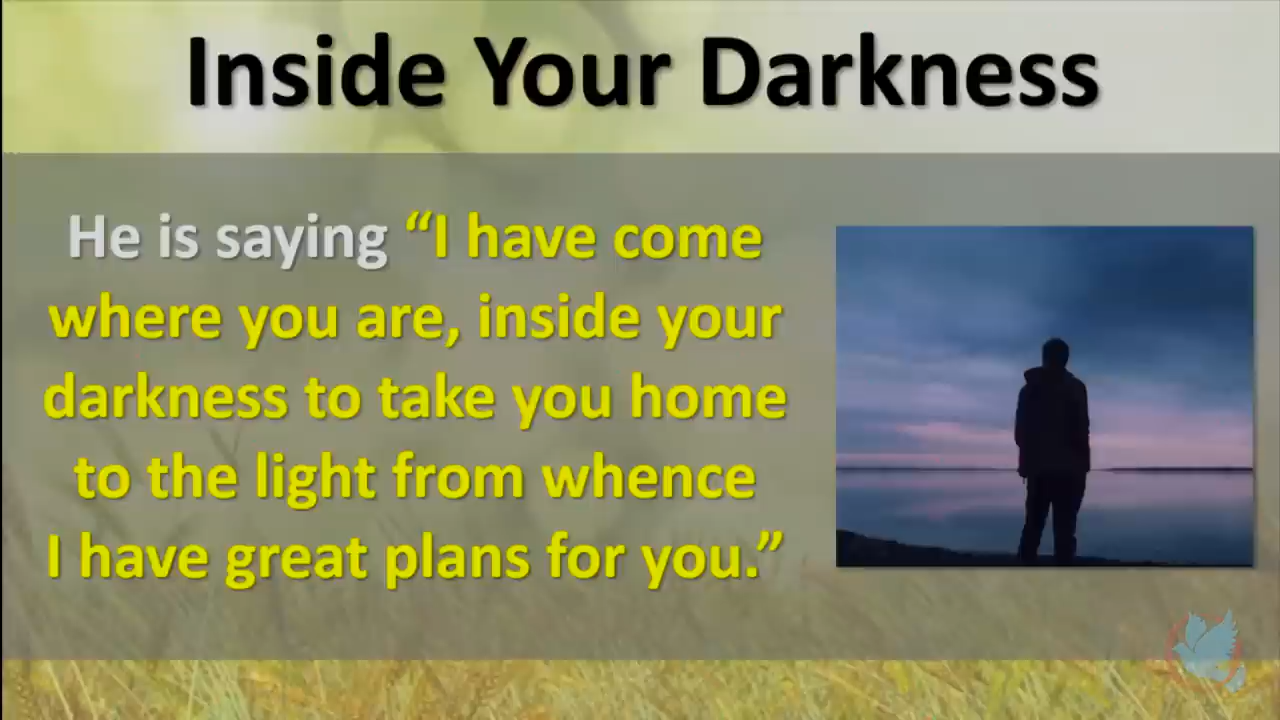 Inside Your Darkness
He is saying “I have come
where you are, inside your
darkness to take you home
to the light from whence
I have great plans for you.”